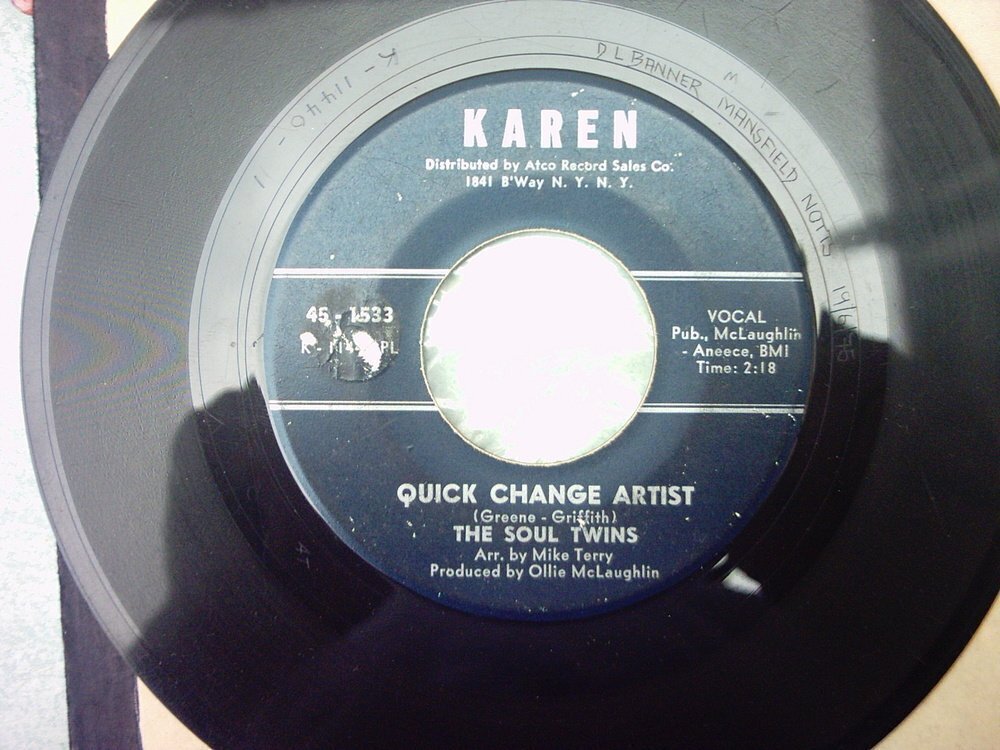 K-11440-
D L BANNER MANSFIELD NOTTS
KAREN
Distributed by Atco Record Sales Co.
1841 B'Way N. Y. N. Y.
45 - 1533
VOCAL
Pub., McLaughlin
- Aneece, BMI
Time: 2:18
QUICK CHANGE ARTIST
(Greene - Griffith)
THE SOUL TWINS
Arr. by Mike Terry
Produced by Ollie McLaughlin